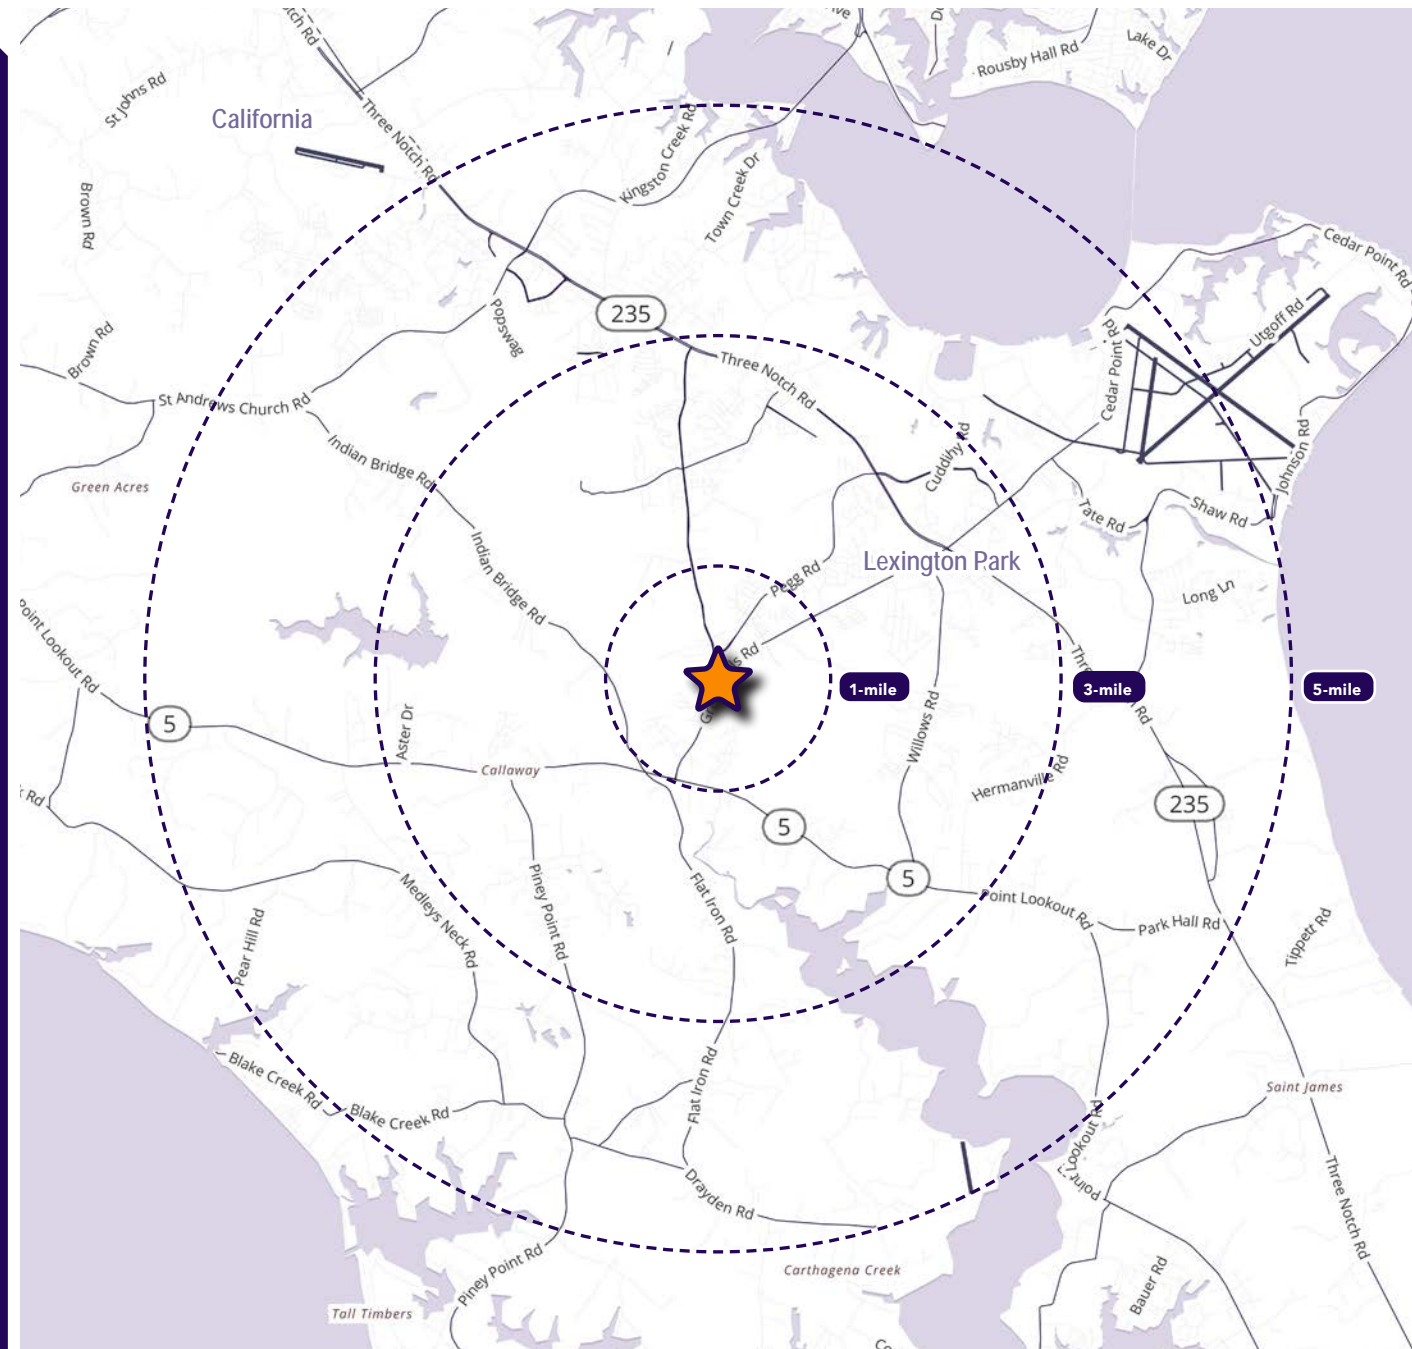 Rousby Hall Rd
Lake Dr
St Johns Rd
California
Three Notch Rd
Kingston Creek Rd
Town Creek Dr
Brown Rd
Cedar Point Rd
235
Popswag
Utgoff Rd
Brown Rd
Three Notch Rd
Cedar Point Rd
St Andrews Church Rd
Indian Bridge Rd
Cuddihy Rd
Johnson Rd
Green Acres
Tate Rd
Shaw Rd
Indian Bridge Rd
Lexington Park
Pegg Rd
Long Ln
Point Lookout Rd
1-mile
3-mile
5-mile
5
Aster Dr
Willows Rd
Callaway
Hermanville Rd
235
5
5
Medleys Neck Rd
Piney Point Rd
Flat Iron Rd
Point Lookout Rd
Park Hall Rd
Pear Hill Rd
Tippett Rd
Blake Creek Rd
Blake Creek Rd
Flat Iron Rd
Saint James
Point Lookout Rd
Drayden Rd
Three Notch Rd
Piney Point Rd
Carthagena Creek
Bauer Rd
Tall Timbers